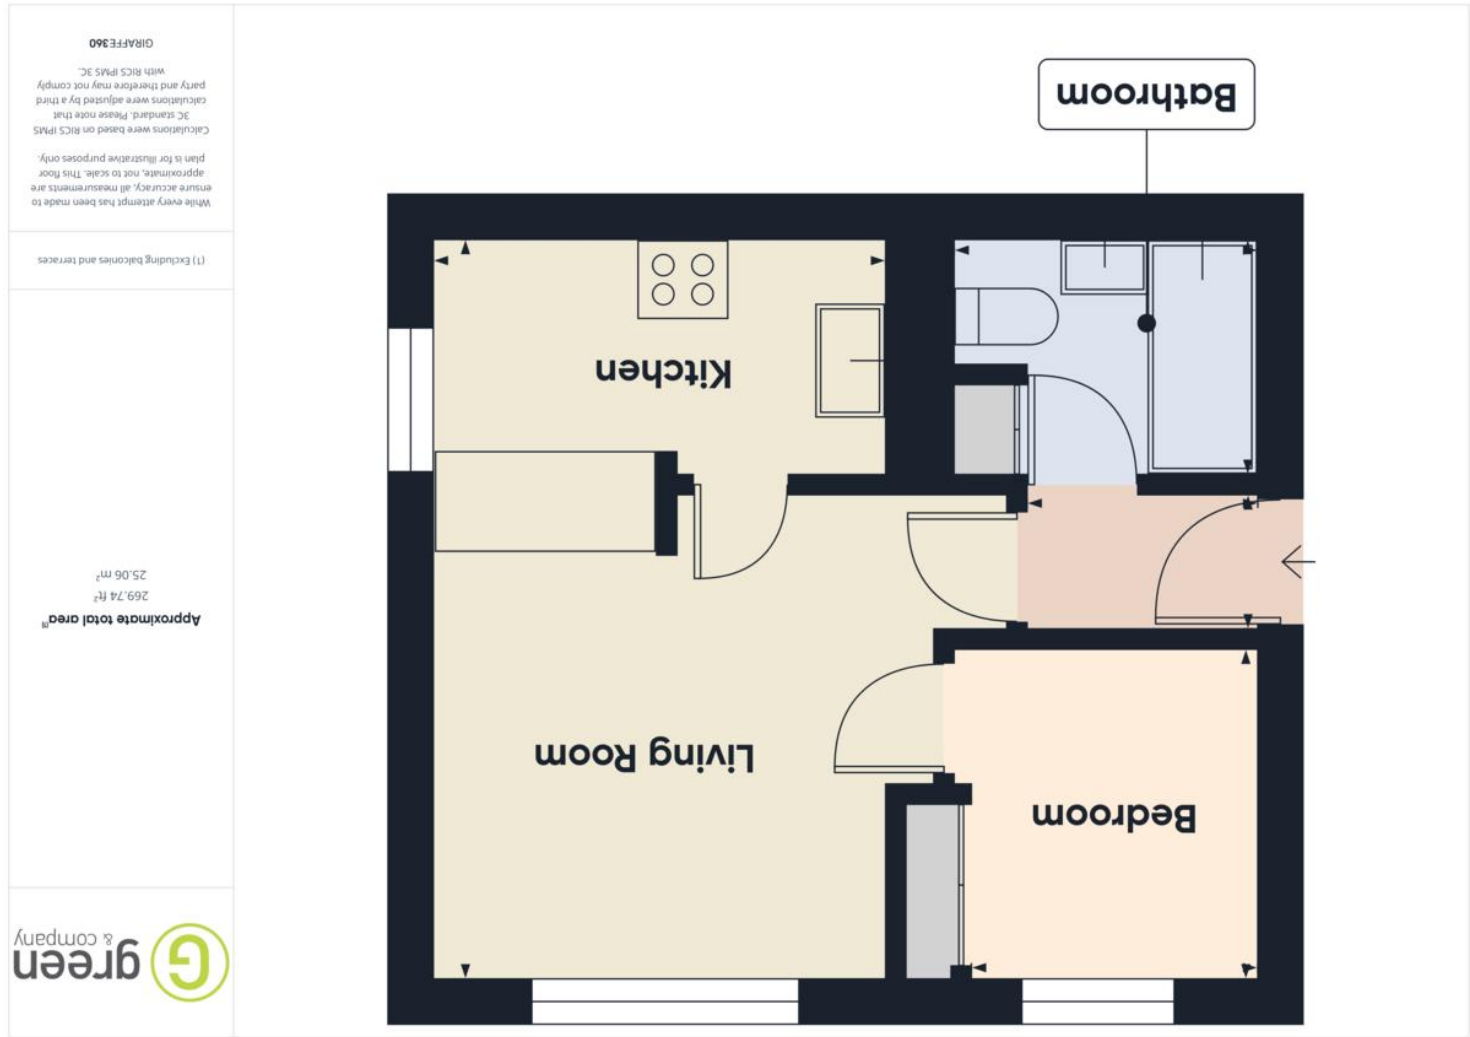 Bedroom
Living Room
Kitchen
Bathroom
G green
& company
Approximate total area⁽¹⁾
269.74 ft²
25.06 m²
(1) Excluding balconies and terraces
While every attempt has been made to
ensure accuracy, all measurements are
approximate, not to scale. This floor
plan is for illustrative purposes only.
Calculations were based on RICS IPMS
3C standard. Please note that
calculations were adjusted by a third
party and therefore may not comply
with RICS IPMS 3C.
GIRAFFE360